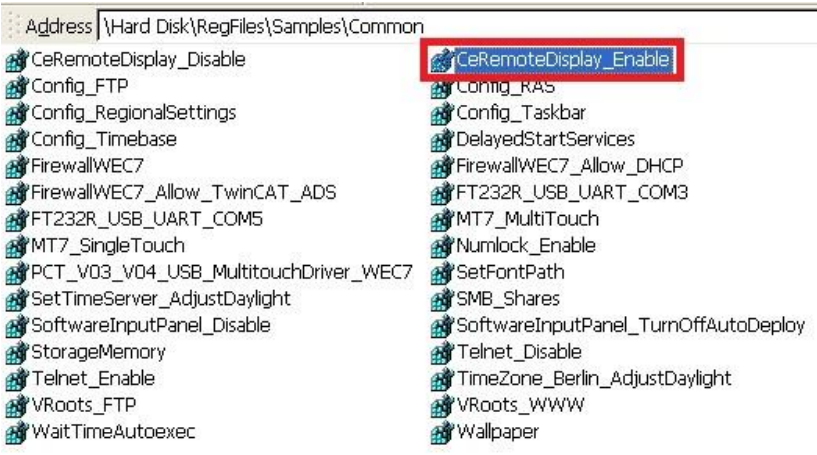 Address \Hard Disk\RegFiles\Samples\Common
CeRemoteDisplay_Disable CeRemoteDisplay_Enable
Config_FTP Config_RAS
Config_RegionalSettings Config_Taskbar
Config_Timebase DelayedStartServices
FirewallWEC7 FirewallWEC7_Allow_DHCP
FirewallWEC7_Allow_TwinCAT_ADS FT232R_USB_UART_COM3
FT232R_USB_UART_COM5 MT7_MultiTouch
MT7_SingleTouch Numlock_Enable
PCT_V03_V04_USB_MultitouchDriver_WEC7 SetFontPath
SetTimeServer_AdjustDaylight SMB_Shares
SoftwareInputPanel_Disable SoftwareInputPanel_TurnOffAutoDeploy
StorageMemory Telnet_Disable
Telnet_Enable TimeZone_Berlin_AdjustDaylight
VRoots_FTP VRoots_WWW
WaitTimeAutoexec Wallpaper